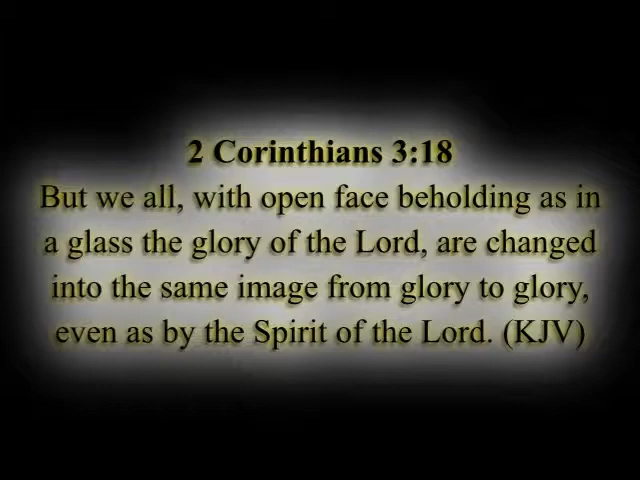 2 Corinthians 3:18
But we all, with open face beholding as in
a glass the glory of the Lord, are changed
into the same image from glory to glory,
even as by the Spirit of the Lord. (KJV)